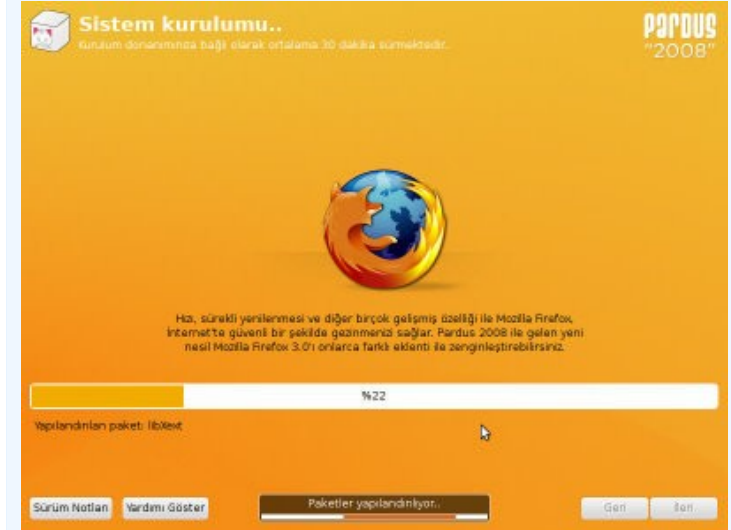 Sistem kurulumu..
Kurulum donanımınıza bağlı olarak ortalama 30 dakika sürmektedir..
PARDUS
"2008"
Hızı, sürekli yenilenmesi ve diğer birçok gelişmiş özelliği ile Mozilla Firefox,
İnternet'te güvenli bir şekilde gezinmenizi sağlar. Pardus 2008 ile gelen yeni
nesil Mozilla Firefox 3.0'ı onlarca farklı eklenti ile zenginleştirebilirsiniz.
%22
Yapılandırılan paket: libXext
Paketler yapılandırılıyor..
Sürüm Notları
Yardımı Göster
Geri
İleri